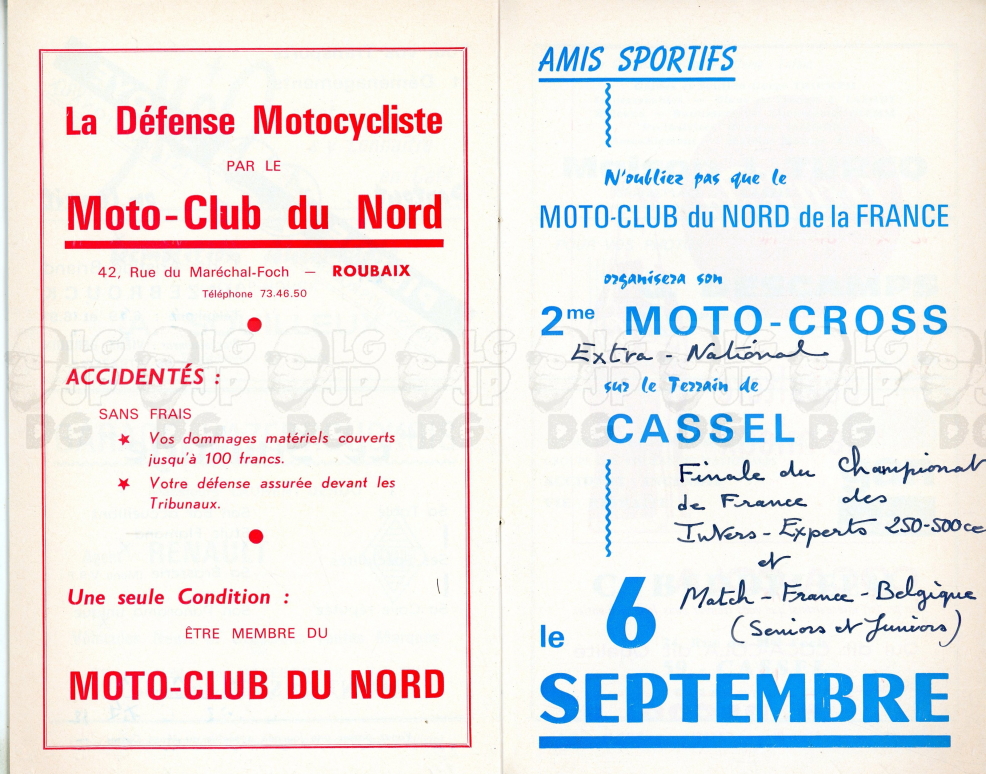 La Défense Motocycliste
PAR LE
Moto-Club du Nord
42, Rue du Maréchal-Foch — ROUBAIX
Téléphone 73.46.50
ACCIDENTÉS :
SANS FRAIS
★ Vos dommages matériels couverts
jusqu'à 100 francs.
★ Votre défense assurée devant les
Tribunaux.
Une seule Condition :
ÊTRE MEMBRE DU
MOTO-CLUB DU NORD
AMIS SPORTIFS
N'oubliez pas que le
MOTO-CLUB du NORD de la FRANCE
organisera son
2me MOTO-CROSS
Extra - National
sur le Terrain de
CASSEL
Finale du Championnat
de France des
Inters - Experts 250-500cc
et
Match - France - Belgique
(Seniors et Juniors)
le 6
SEPTEMBRE
LG JP DG